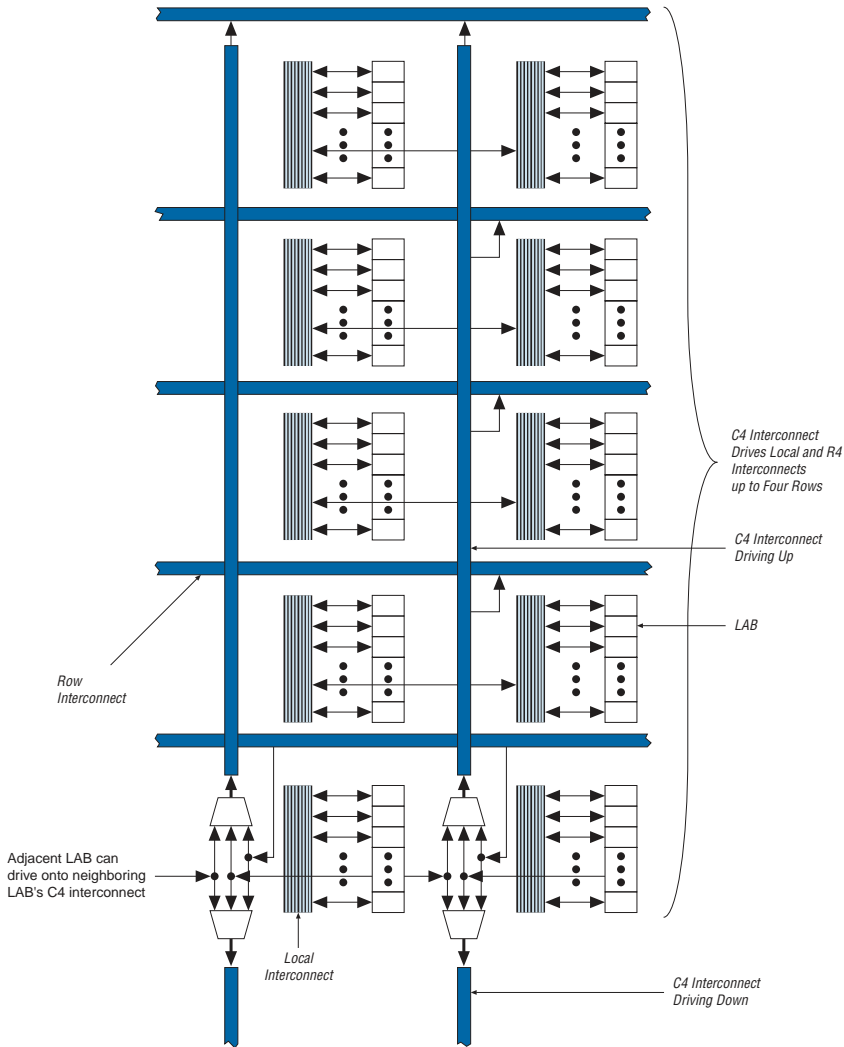 C4 Interconnect
Drives Local and R4
Interconnects
up to Four Rows
C4 Interconnect
Driving Up
LAB
Row
Interconnect
Adjacent LAB can
drive onto neighboring
LAB's C4 interconnect
Local
Interconnect
C4 Interconnect
Driving Down